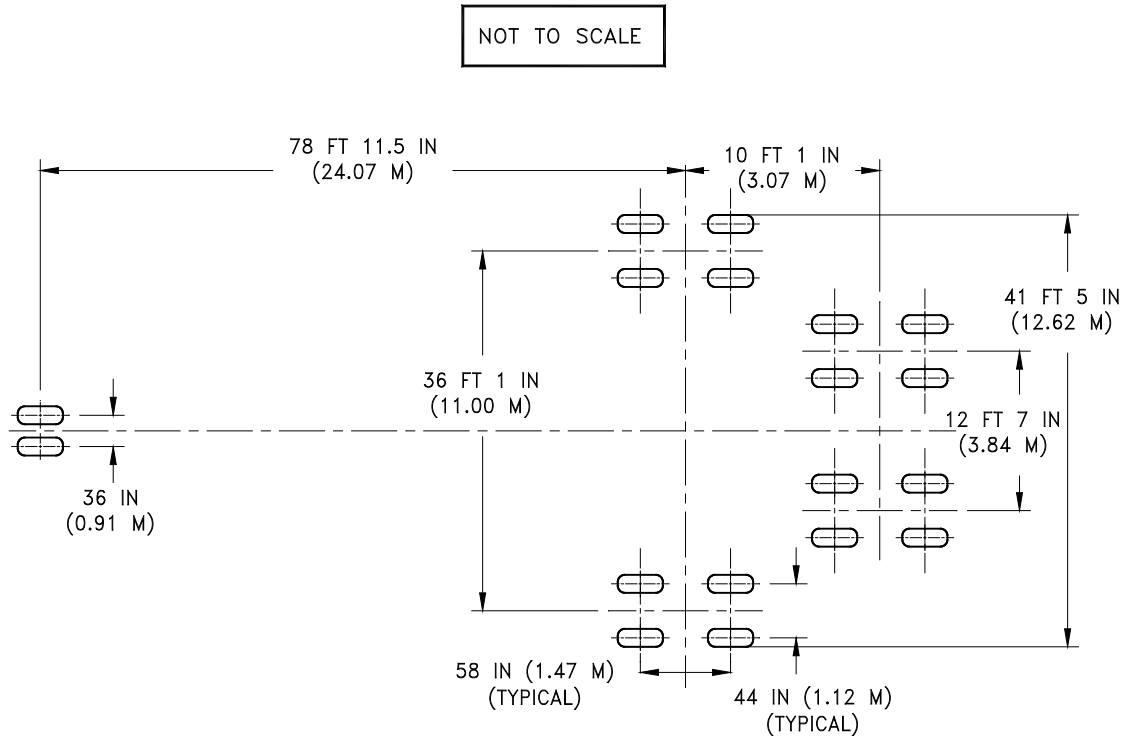 NOT TO SCALE
78 FT 11.5 IN
(24.07 M)
10 FT 1 IN
(3.07 M)
41 FT 5 IN
(12.62 M)
36 FT 1 IN
(11.00 M)
12 FT 7 IN
(3.84 M)
36 IN
(0.91 M)
58 IN (1.47 M)
(TYPICAL)
44 IN (1.12 M)
(TYPICAL)